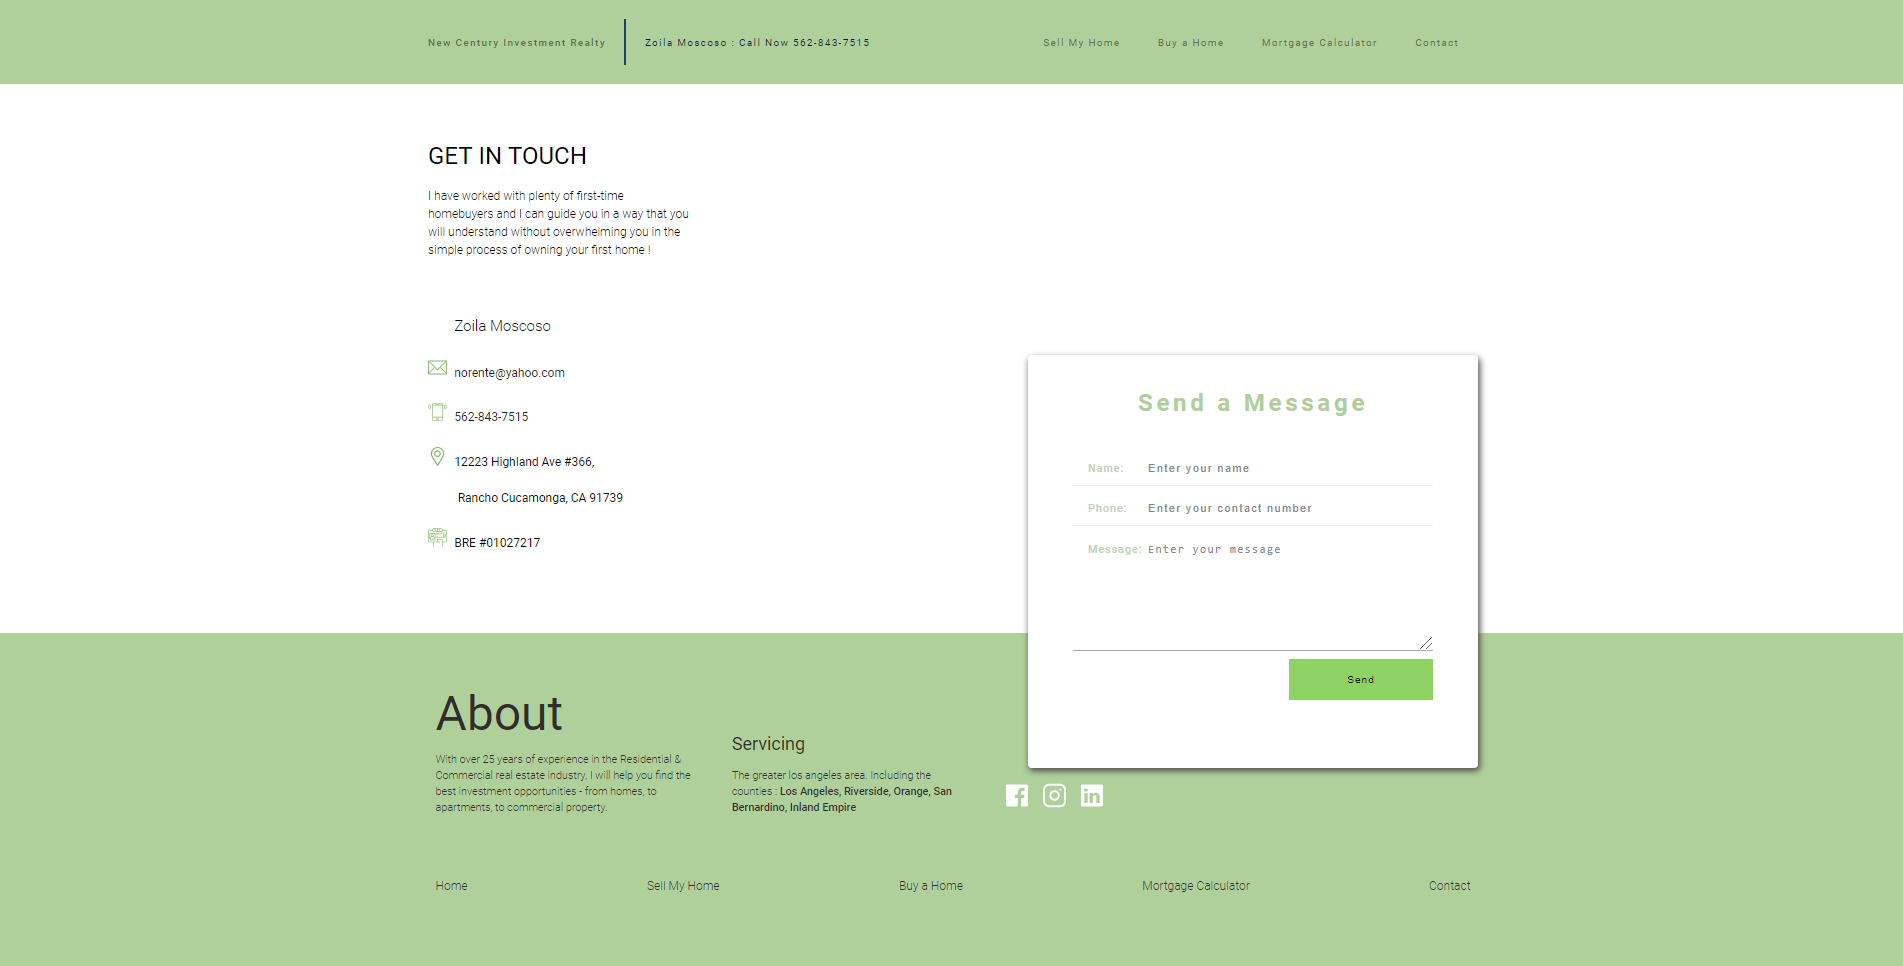 New Century Investment Realty
Zoila Moscoso : Call Now 562-843-7515
Sell My Home
Buy a Home
Mortgage Calculator
Contact
GET IN TOUCH
I have worked with plenty of first-time
homebuyers and I can guide you in a way that you
will understand without overwhelming you in the
simple process of owning your first home !
Zoila Moscoso
norente@yahoo.com
562-843-7515
12223 Highland Ave #366,
Rancho Cucamonga, CA 91739
BRE #01027217
Send a Message
Name: Enter your name
Phone: Enter your contact number
Message: Enter your message
Send
About
With over 25 years of experience in the Residential &
Commercial real estate industry, I will help you find the
best investment opportunities - from homes, to
apartments, to commercial property.
Servicing
The greater los angeles area. Including the
counties : Los Angeles, Riverside, Orange, San
Bernardino, Inland Empire
Home
Sell My Home
Buy a Home
Mortgage Calculator
Contact